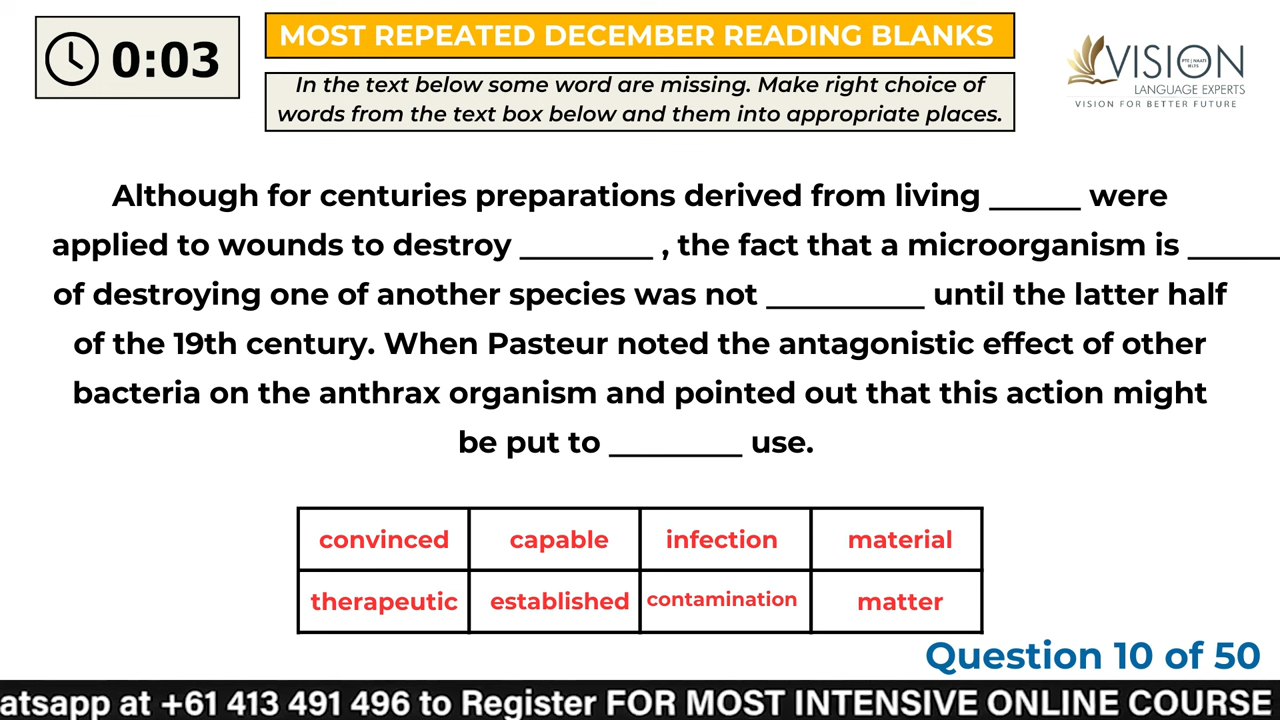 0:03
MOST REPEATED DECEMBER READING BLANKS
In the text below some word are missing. Make right choice of
words from the text box below and them into appropriate places.
VISION
PTE | NAATI
IELTS
LANGUAGE EXPERTS
VISION FOR BETTER FUTURE
Although for centuries preparations derived from living ______ were
applied to wounds to destroy _________ , the fact that a microorganism is ______
of destroying one of another species was not __________ until the latter half
of the 19th century. When Pasteur noted the antagonistic effect of other
bacteria on the anthrax organism and pointed out that this action might
be put to _________ use.
convinced capable infection material
therapeutic established contamination matter
Question 10 of 50
atsapp at +61 413 491 496 to Register FOR MOST INTENSIVE ONLINE COURSE